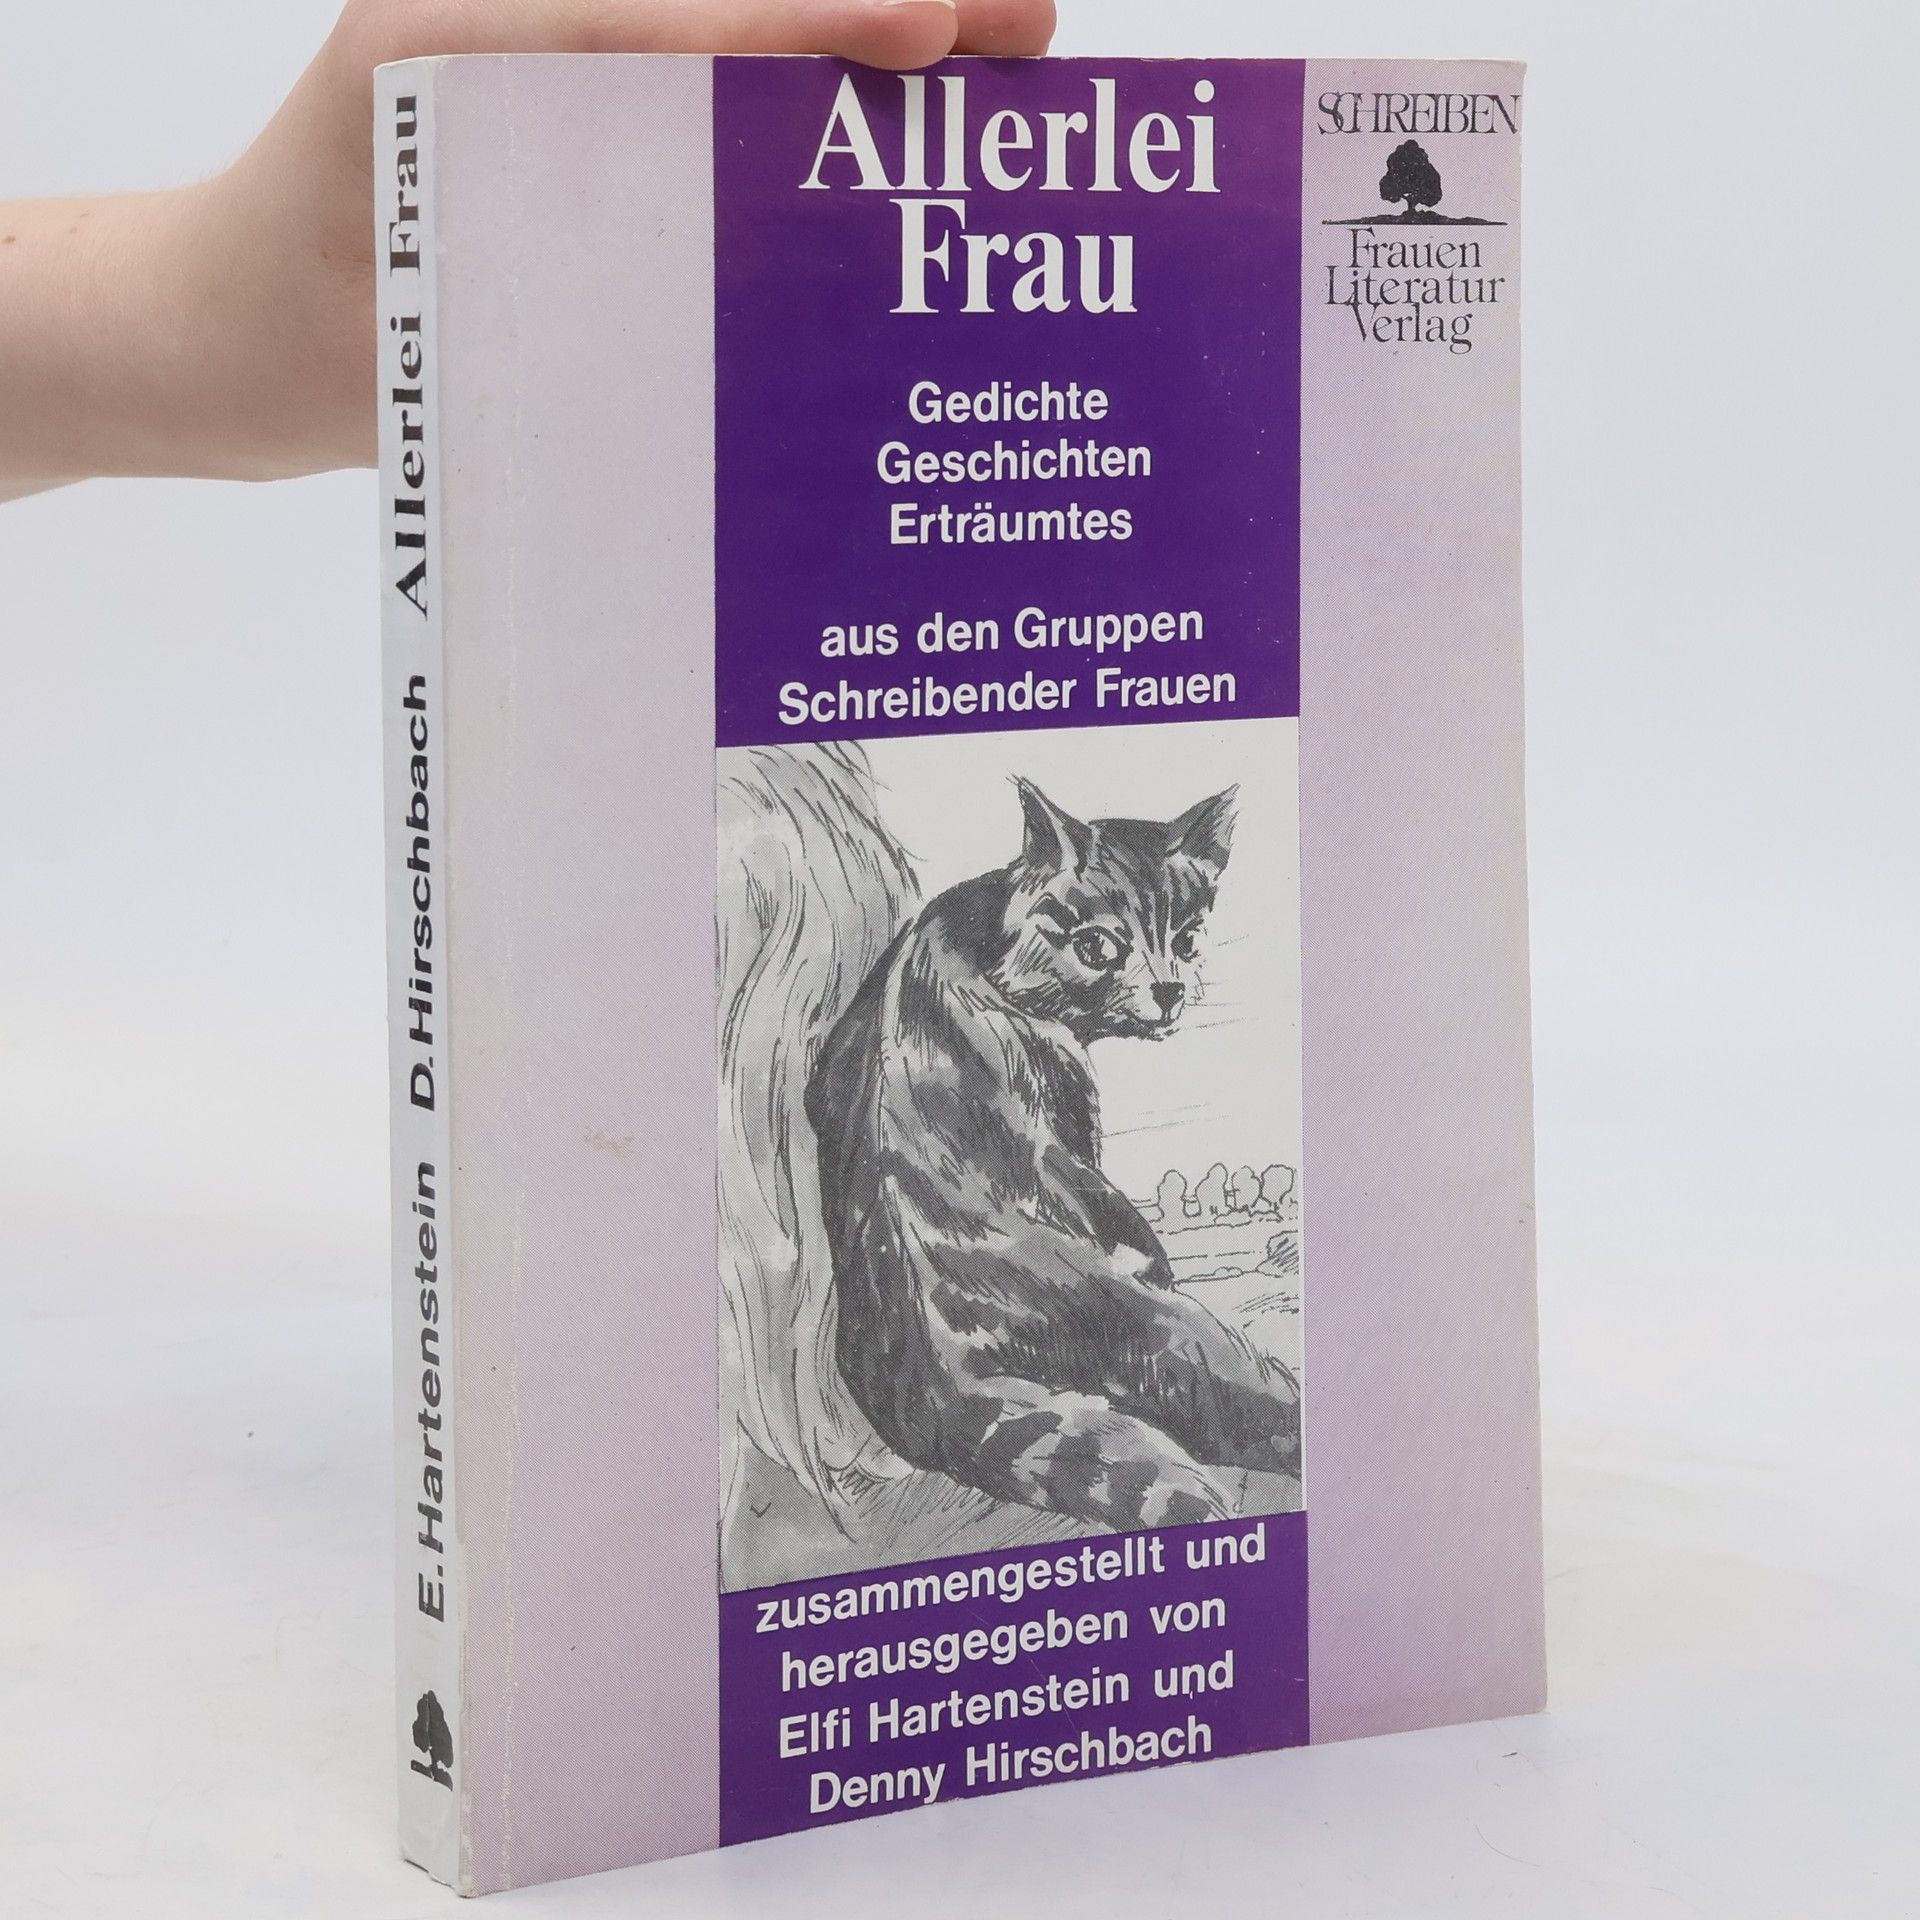 Allerlei
Frau
Gedichte
Geschichten
Erträumtes
aus den Gruppen
Schreibender Frauen
zusammengestellt und
herausgegeben von
Elfi Hartenstein und
Denny Hirschbach
SCHREIBEN
Frauen
Literatur
Verlag
E.Hartenstein D.Hirschbach Allerlei Frau